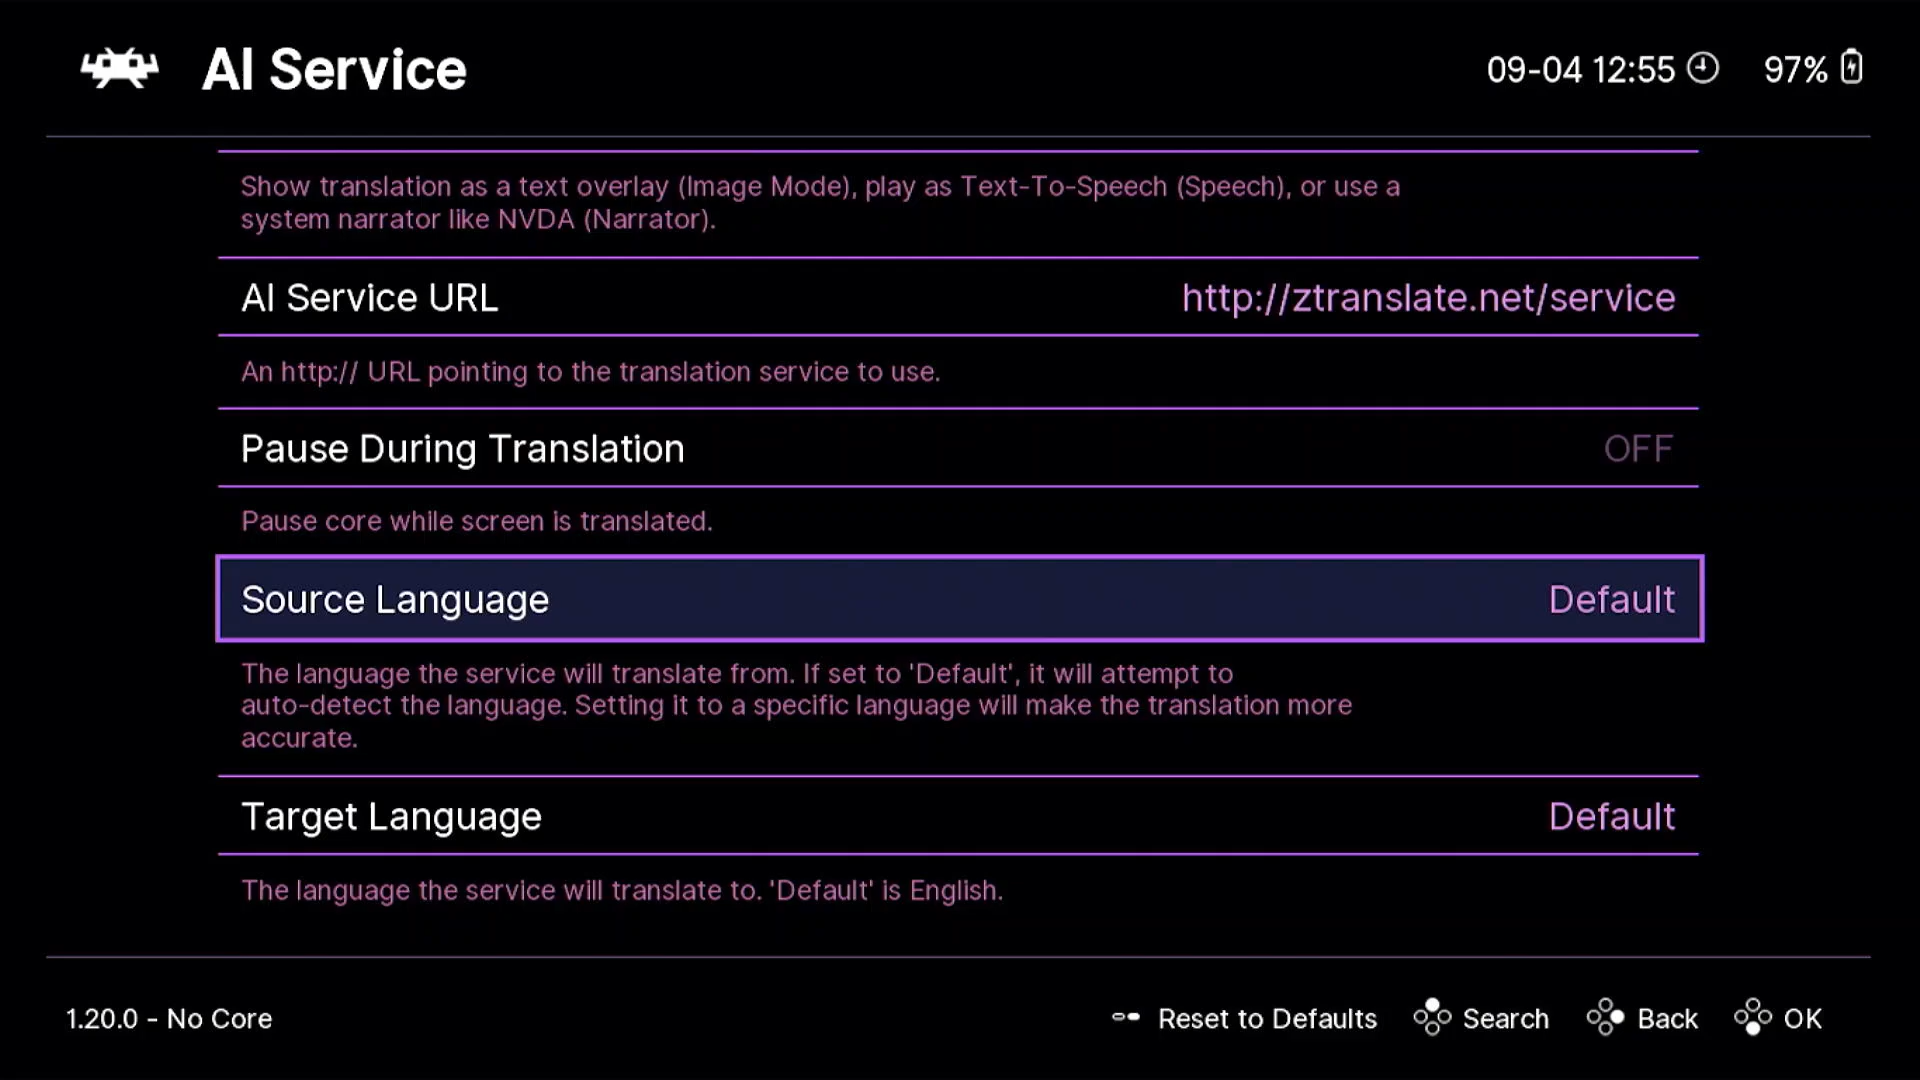 AI Service
09-04 12:55
97%
Show translation as a text overlay (Image Mode), play as Text-To-Speech (Speech), or use a
system narrator like NVDA (Narrator).
AI Service URL
http://ztranslate.net/service
An http:// URL pointing to the translation service to use.
Pause During Translation
OFF
Pause core while screen is translated.
Source Language
Default
The language the service will translate from. If set to 'Default', it will attempt to
auto-detect the language. Setting it to a specific language will make the translation more
accurate.
Target Language
Default
The language the service will translate to. 'Default' is English.
1.20.0 - No Core
Reset to Defaults
Search
Back
OK